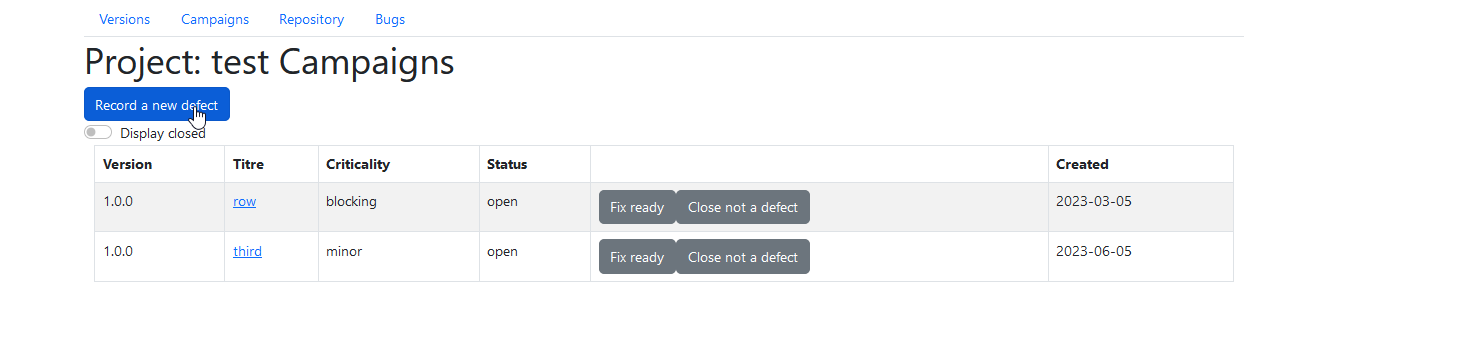 Versions Campaigns Repository Bugs
Project: test Campaigns
Record a new defect
Display closed
Version Titre Criticality Status Created
1.0.0 row blocking open Fix ready Close not a defect 2023-03-05
1.0.0 third minor open Fix ready Close not a defect 2023-06-05